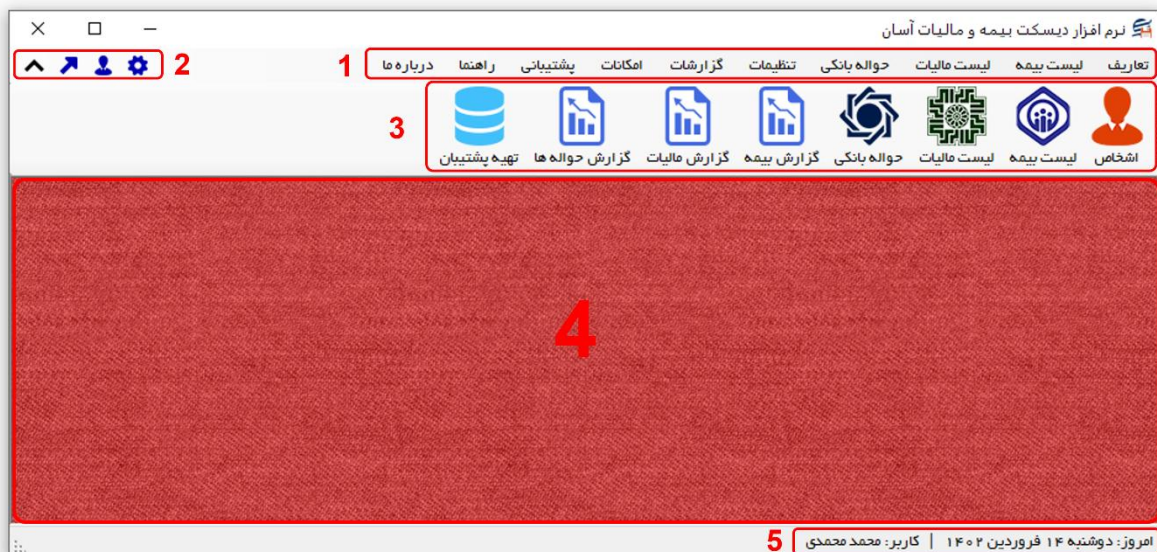 نرم افزار دیسکت بیمه و مالیات آسان
تعاریف لیست بیمه لیست مالیات حواله بانکی تنظیمات گزارشات امکانات پشتیبانی راهنما درباره ما 1 2
اشخاص لیست بیمه لیست مالیات حواله بانکی گزارش بیمه گزارش مالیات گزارش حواله ها تهیه پشتیبان 3
4
امروز: دوشنبه ۱۴ فروردین ۱۴۰۲ | کاربر: محمد محمدی 5